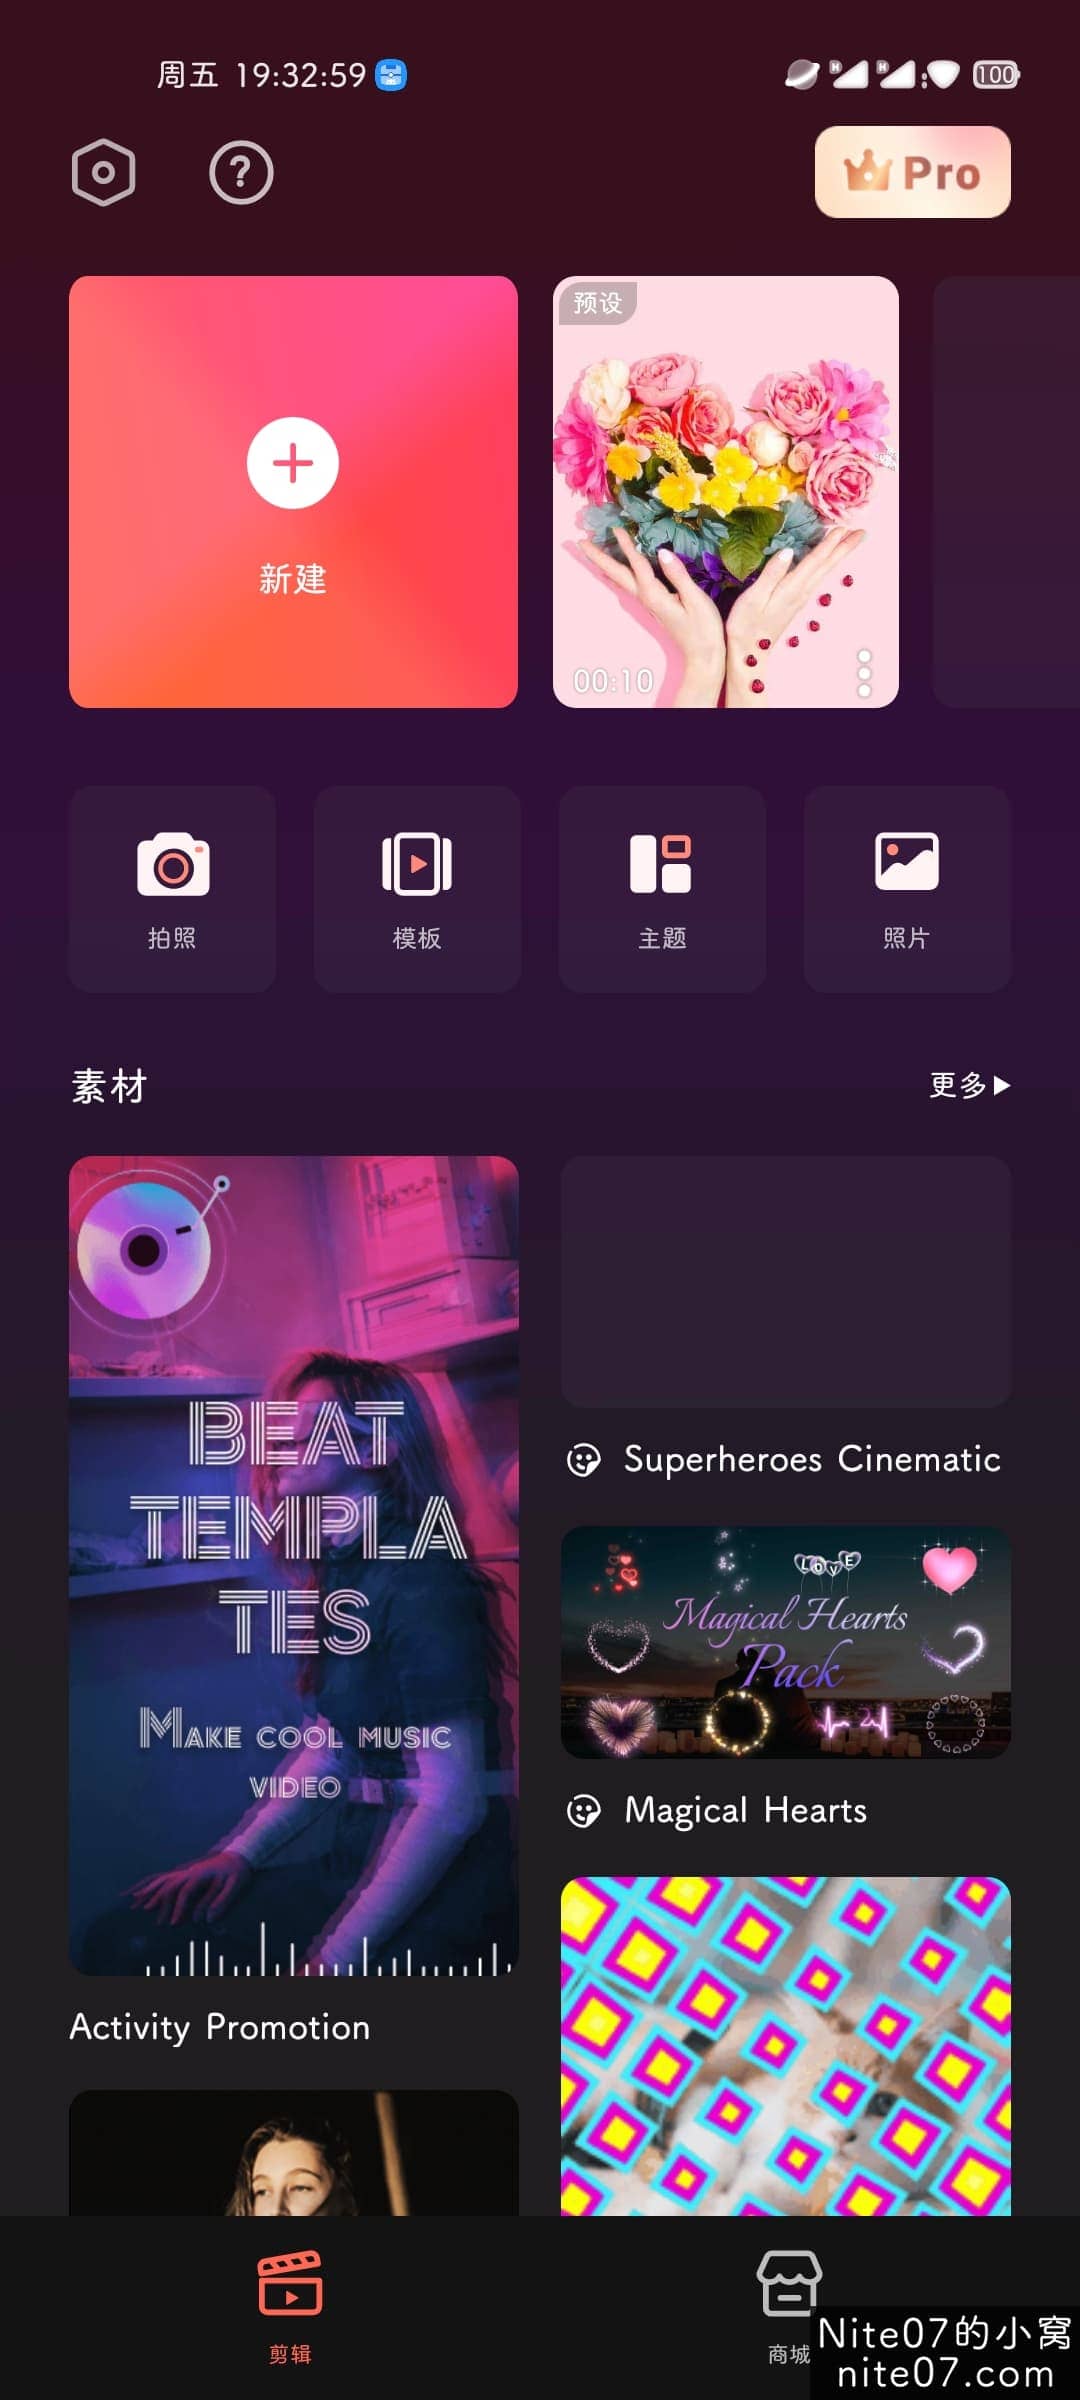 周五 19:32:59
100
Pro
预设
新建
00:10
拍照
模板
主题
照片
素材
更多
BEAT
TEMPLA
TES
MAKE COOL MUSIC
VIDEO
Activity Promotion
Superheroes Cinematic
LOVE
Magical Hearts
Pack
Magical Hearts
剪辑
商城
Nite07的小窝
nite07.com